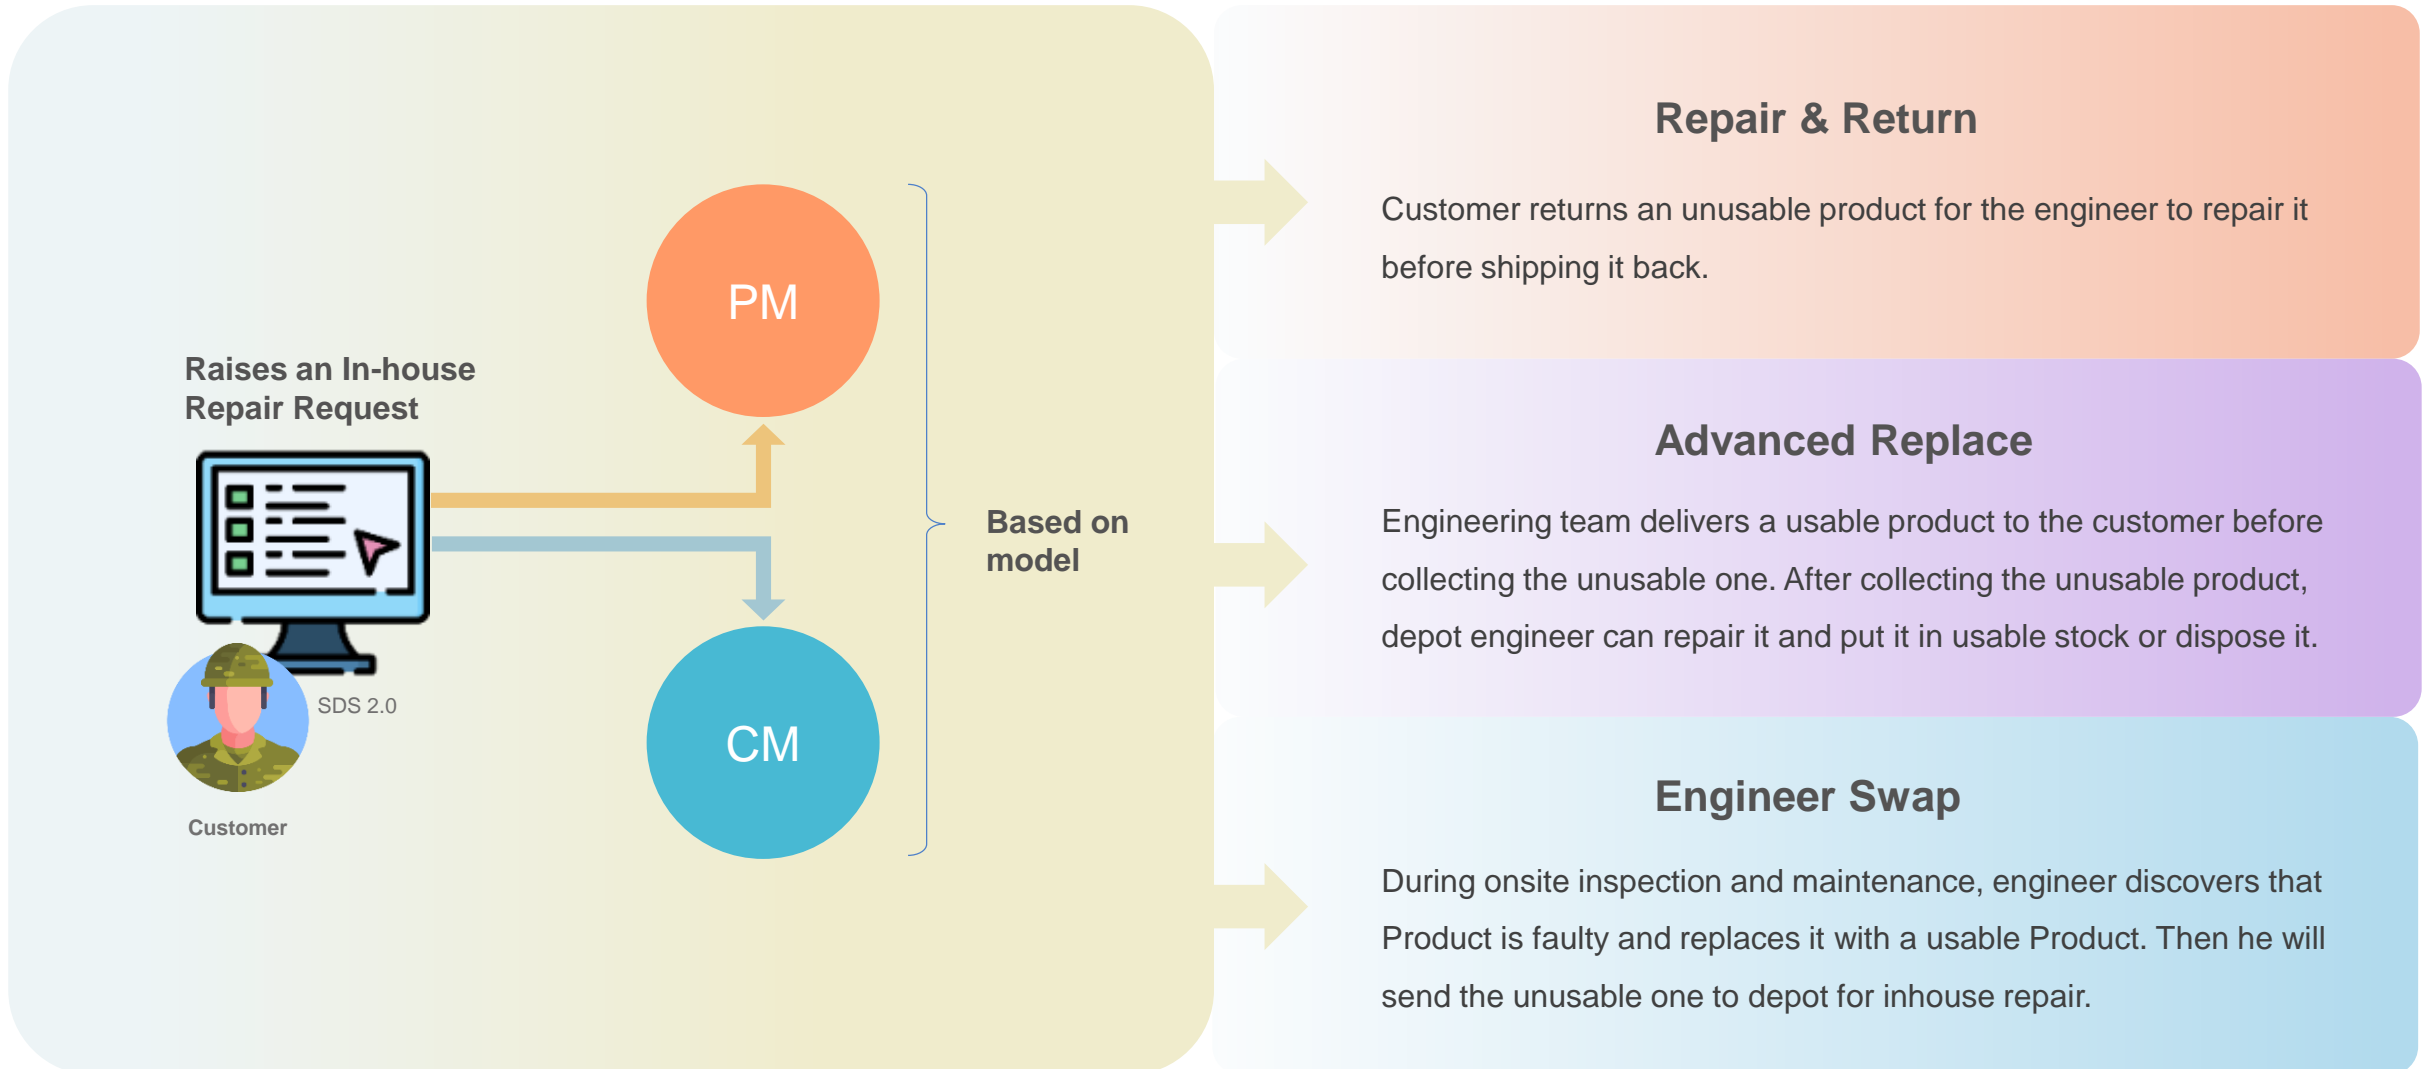 Raises an In-house
Repair Request
SDS 2.0
Customer
PM
CM
Based on
model
Repair & Return
Customer returns an unusable product for the engineer to repair it
before shipping it back.
Advanced Replace
Engineering team delivers a usable product to the customer before
collecting the unusable one. After collecting the unusable product,
depot engineer can repair it and put it in usable stock or dispose it.
Engineer Swap
During onsite inspection and maintenance, engineer discovers that
Product is faulty and replaces it with a usable Product. Then he will
send the unusable one to depot for inhouse repair.